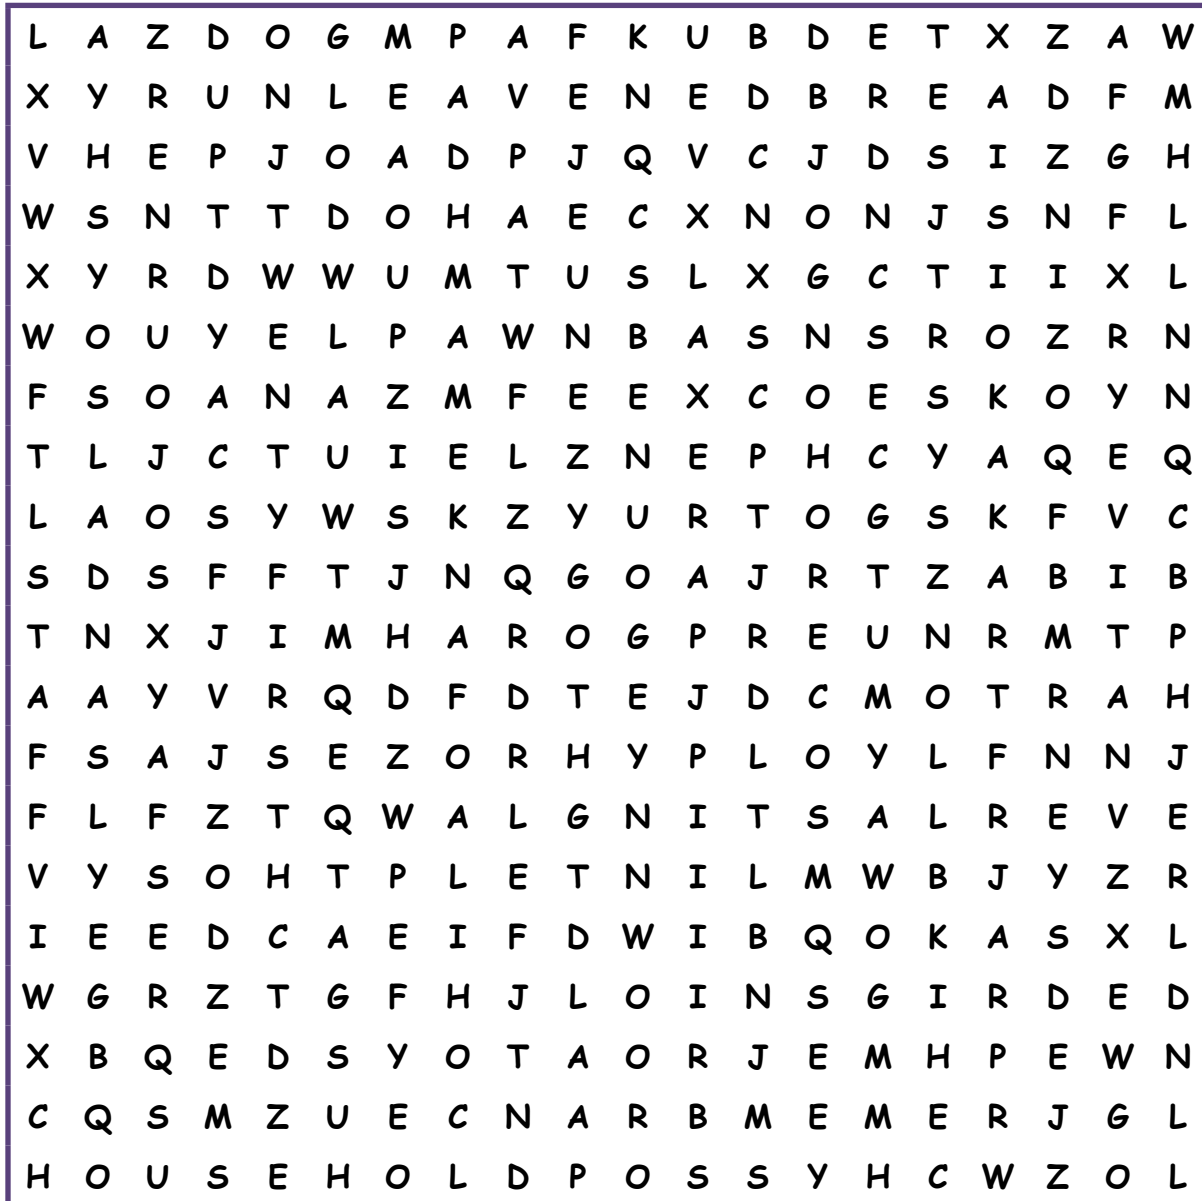 L A Z D O G M P A F K U B D E T X Z A W
X Y R U N L E A V E N E D B R E A D F M
V H E P J O A D P J Q V C J D S I Z G H
W S N T T D O H A E C X N O N J S N F L
X Y R D W W U M T U S L X G C T I I X L
W O U Y E L P A W N B A S N S R O Z R N
F S O A N A Z M F E E X C O E S K O Y N
T L J C T U I E L Z N E P H C Y A Q E Q
L A O S Y W S K Z Y U R T O G S K F V C
S D S F F T J N Q G O A J R T Z A B I B
T N X J I M H A R O G P R E U N R M T P
A A Y V R Q D F D T E J D C M O T R A H
F S A J S E Z O R H Y P L O Y L F N N J
F L F Z T Q W A L G N I T S A L R E V E
V Y S O H T P L E T N I L M W B J Y Z R
I E E D C A E I F D W I B Q O K A S X L
W G R Z T G F H J L O I N S G I R D E D
X B Q E D S Y O T A O R J E M H P E W N
C Q S M Z U E C N A R B M E M E R J G L
H O U S E H O L D P O S S Y H C W Z O L